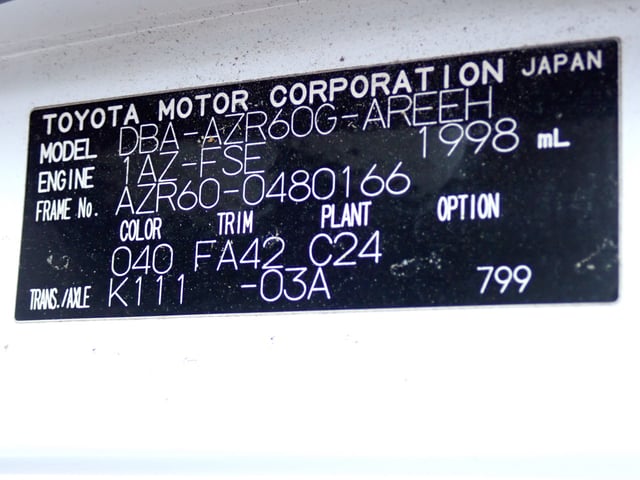 TOYOTA MOTOR CORPORATION JAPAN
MODEL DBA-AZR60G-AREEH
ENGINE 1AZ-FSE 1998 mL
FRAME No. AZR60-0480166
COLOR TRIM PLANT OPTION
040 FA42 C24
TRANS./AXLE K111 -03A 799